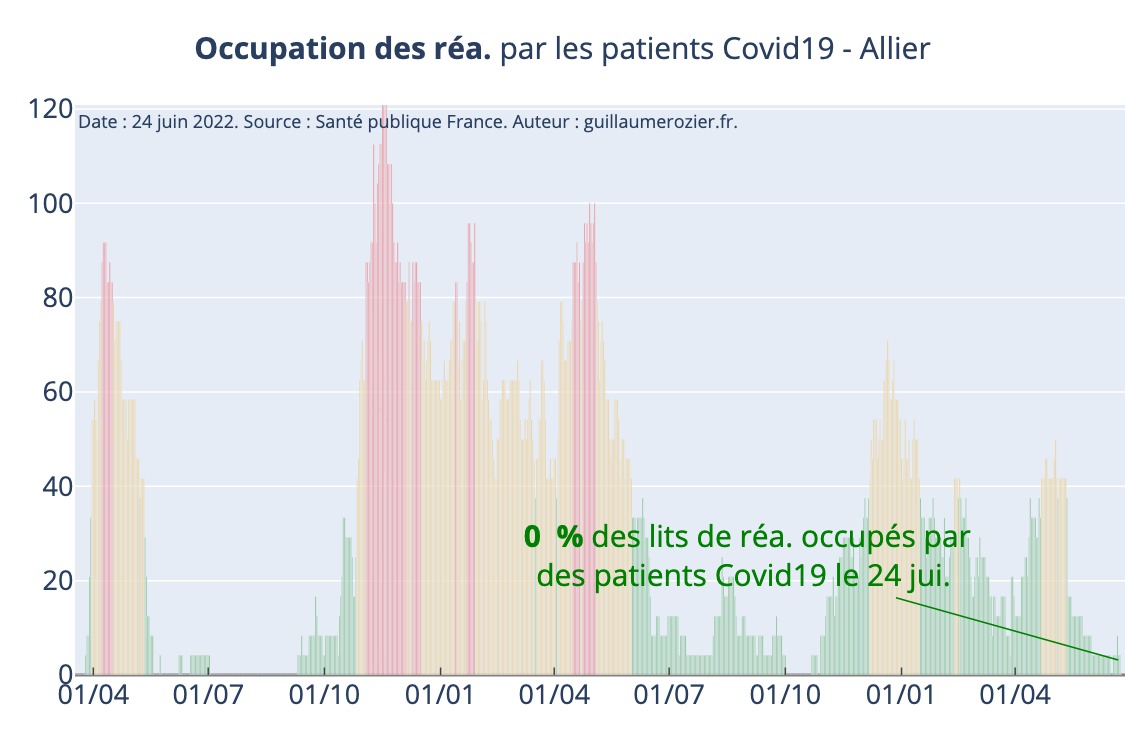 Occupation des réa. par les patients Covid19 - Allier
120
Date : 24 juin 2022. Source : Santé publique France. Auteur : guillaumerozier.fr.
100
80
60
40
0 % des lits de réa. occupés par
des patients Covid19 le 24 jui.
20
0
01/04 01/07 01/10 01/01 01/04 01/07 01/10 01/01 01/04